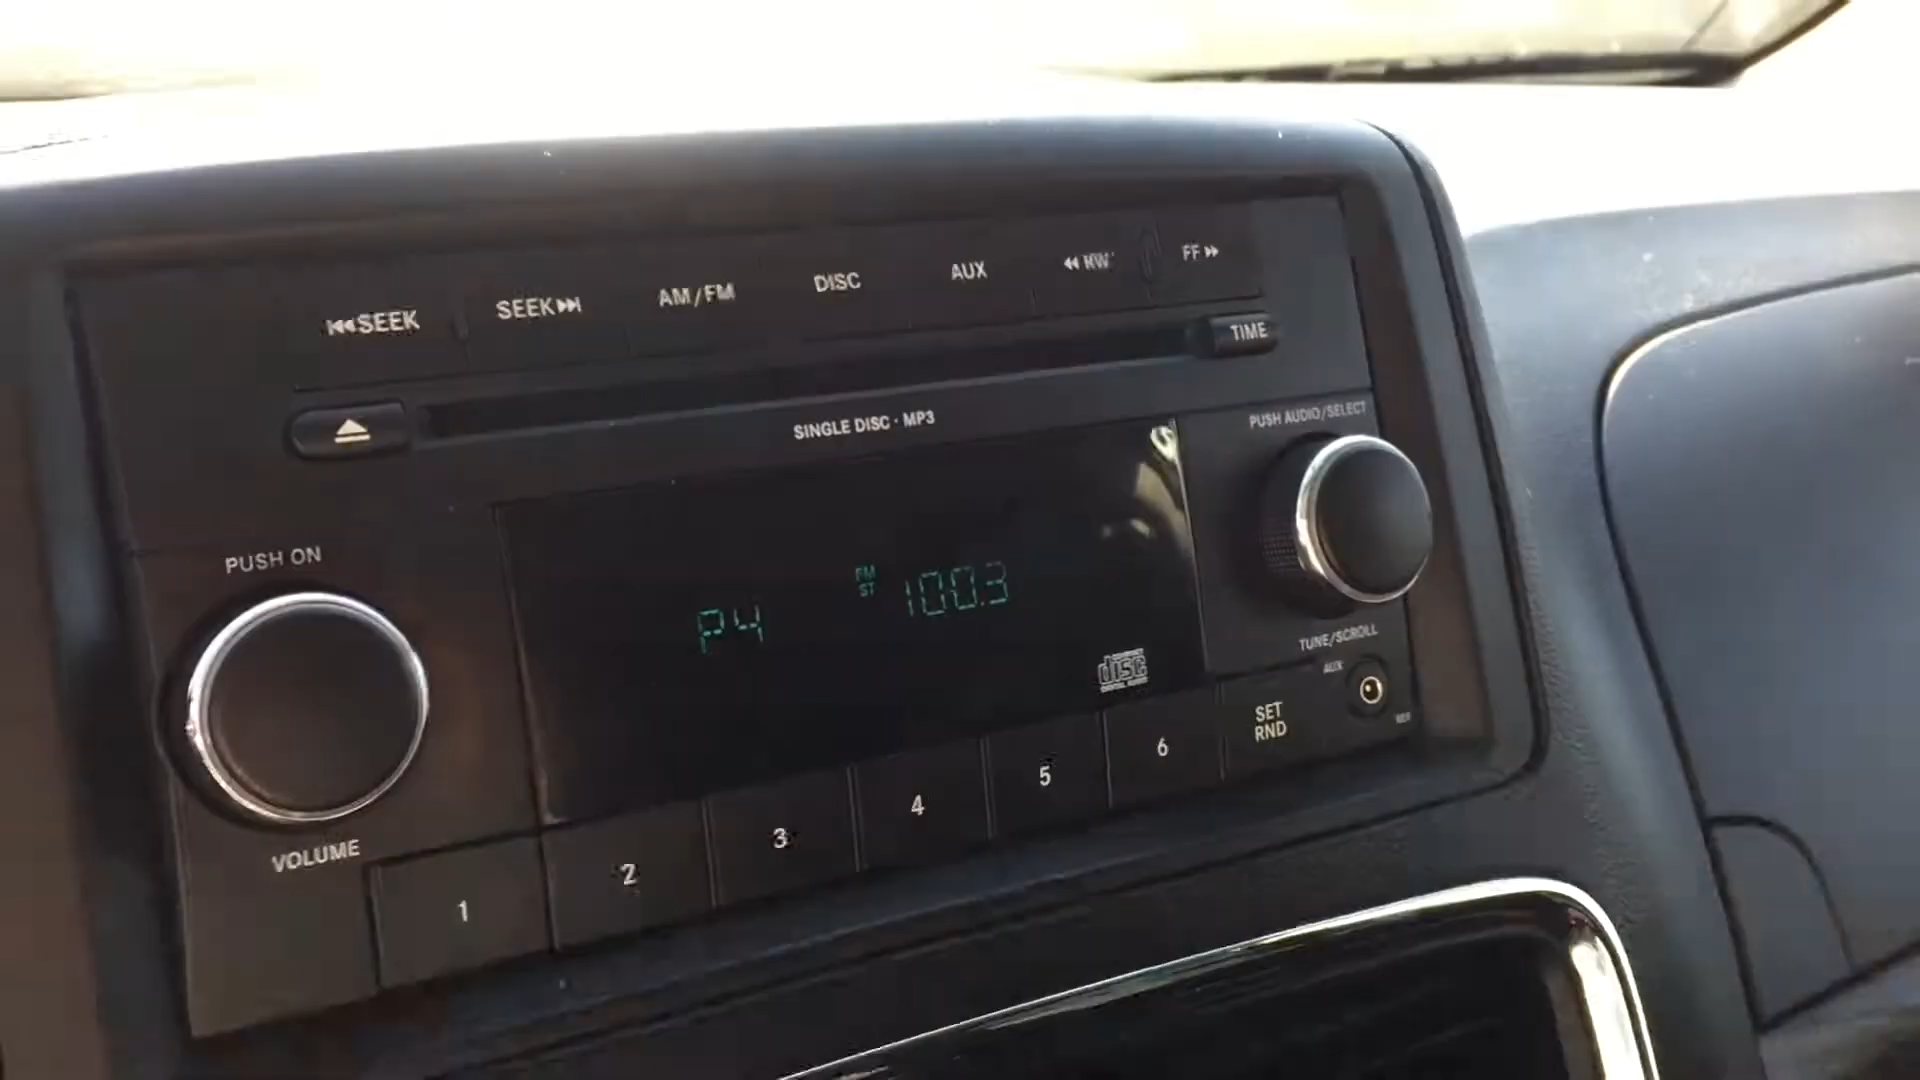 ⏮SEEK SEEK⏭ AM/FM DISC AUX ◀◀ RW FF ▶▶
TIME
SINGLE DISC · MP3
PUSH AUDIO/SELECT
PUSH ON
P4
FM
ST
100.3
TUNE/SCROLL
disc
AUX
VOLUME
1 2 3 4 5 6
SET
RND